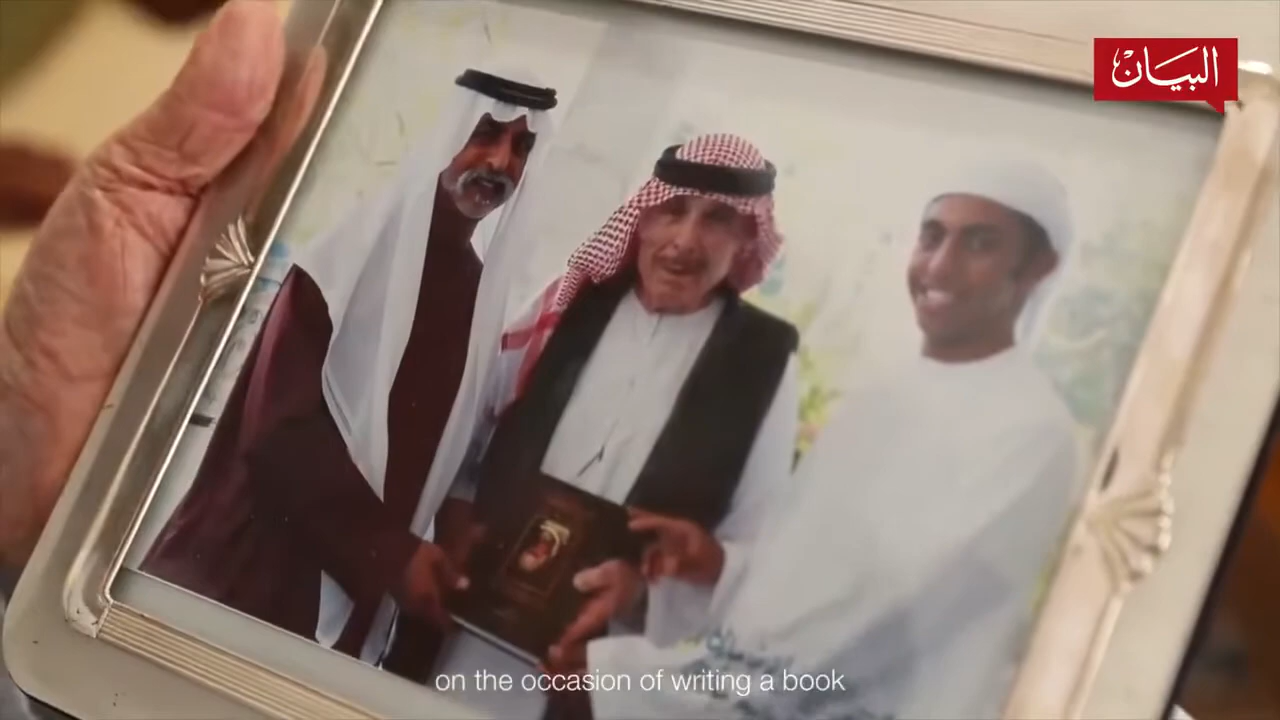 البيان
on the occasion of writing a book